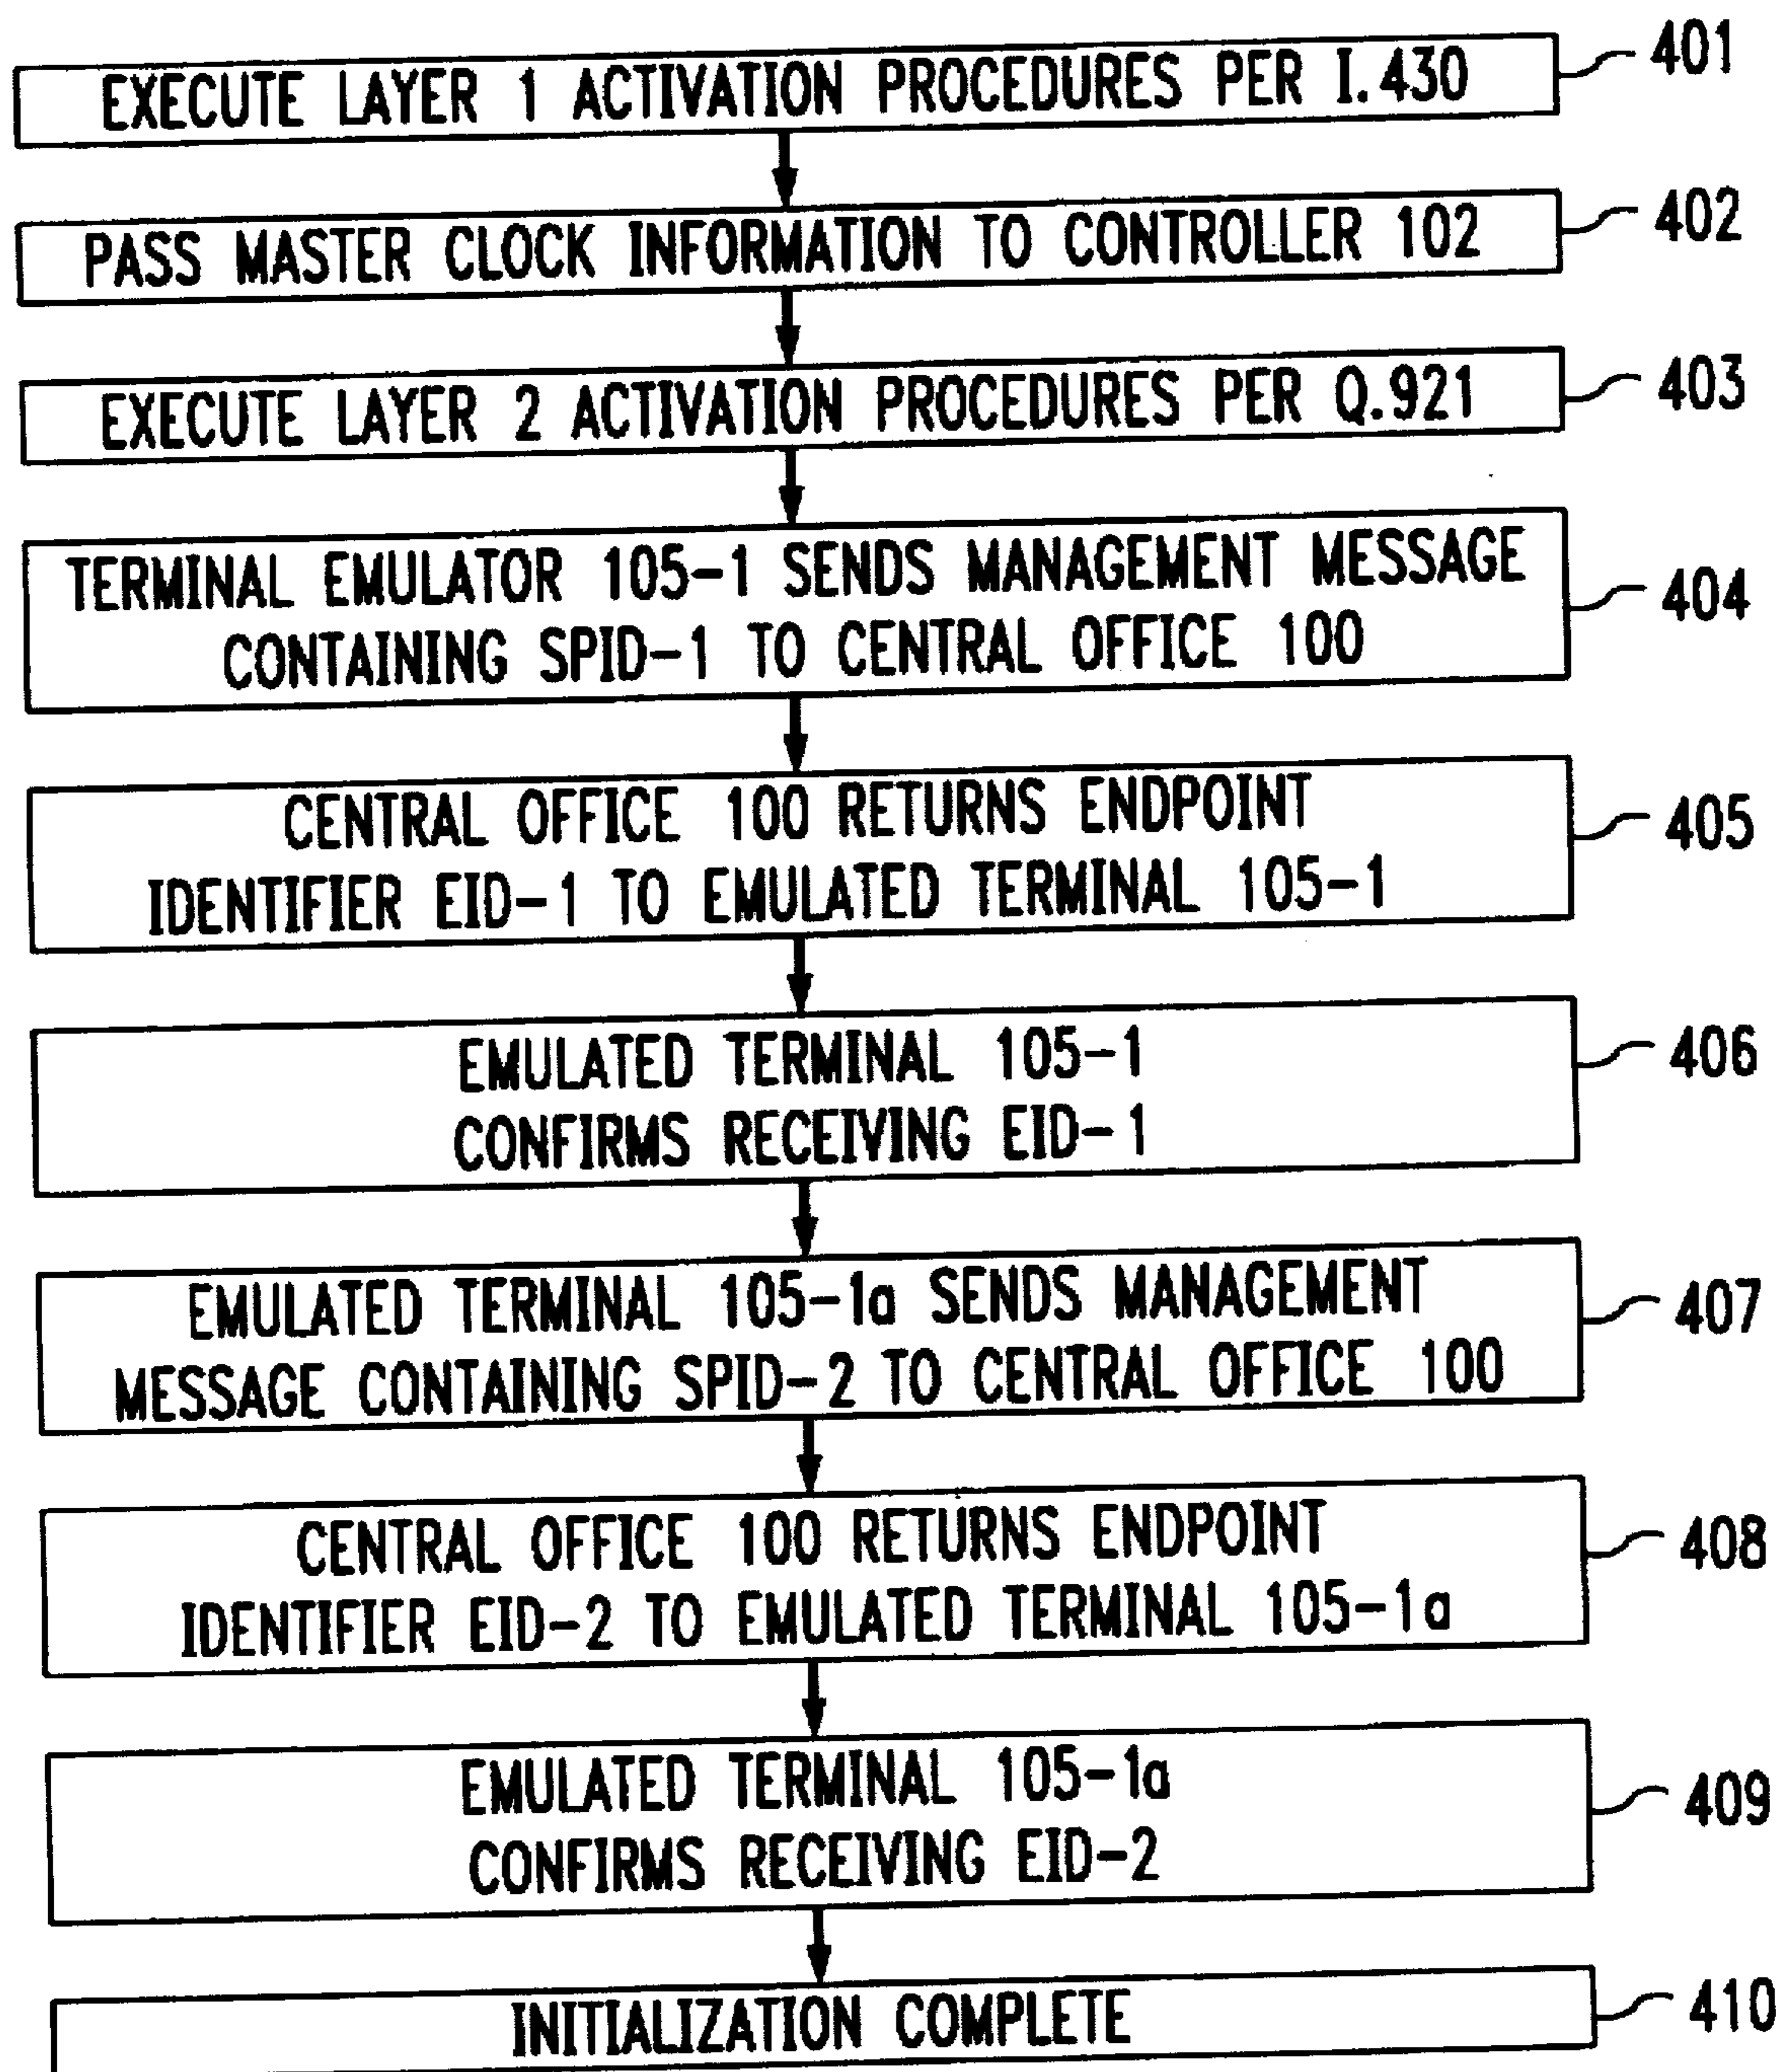 EXECUTE LAYER 1 ACTIVATION PROCEDURES PER I.430
401
PASS MASTER CLOCK INFORMATION TO CONTROLLER 102
402
EXECUTE LAYER 2 ACTIVATION PROCEDURES PER Q.921
403
TERMINAL EMULATOR 105-1 SENDS MANAGEMENT MESSAGE
CONTAINING SPID-1 TO CENTRAL OFFICE 100
404
CENTRAL OFFICE 100 RETURNS ENDPOINT
IDENTIFIER EID-1 TO EMULATED TERMINAL 105-1
405
EMULATED TERMINAL 105-1
CONFIRMS RECEIVING EID-1
406
EMULATED TERMINAL 105-1a SENDS MANAGEMENT
MESSAGE CONTAINING SPID-2 TO CENTRAL OFFICE 100
407
CENTRAL OFFICE 100 RETURNS ENDPOINT
IDENTIFIER EID-2 TO EMULATED TERMINAL 105-1a
408
EMULATED TERMINAL 105-1a
CONFIRMS RECEIVING EID-2
409
INITIALIZATION COMPLETE
410